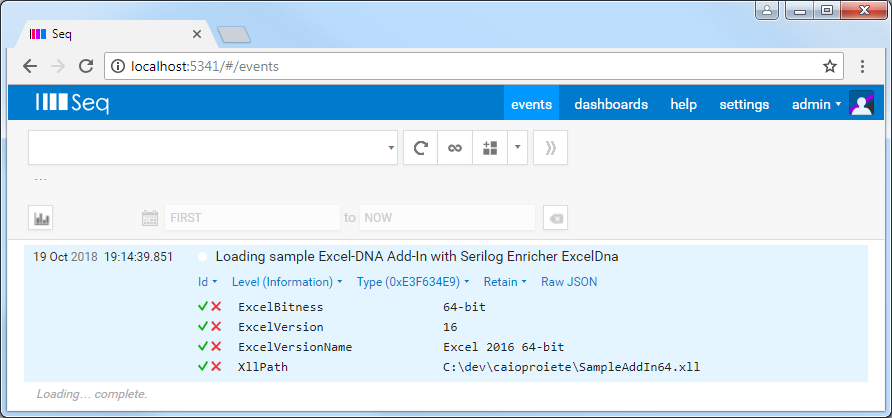 Seq
localhost:5341/#/events
Seq events dashboards help settings admin
...
FIRST to NOW
19 Oct 2018 19:14:39.851 Loading sample Excel-DNA Add-In with Serilog Enricher ExcelDna
Id Level (Information) Type (0xE3F634E9) Retain Raw JSON
ExcelBitness 64-bit
ExcelVersion 16
ExcelVersionName Excel 2016 64-bit
XllPath C:\dev\caioproiete\SampleAddIn64.xll
Loading... complete.